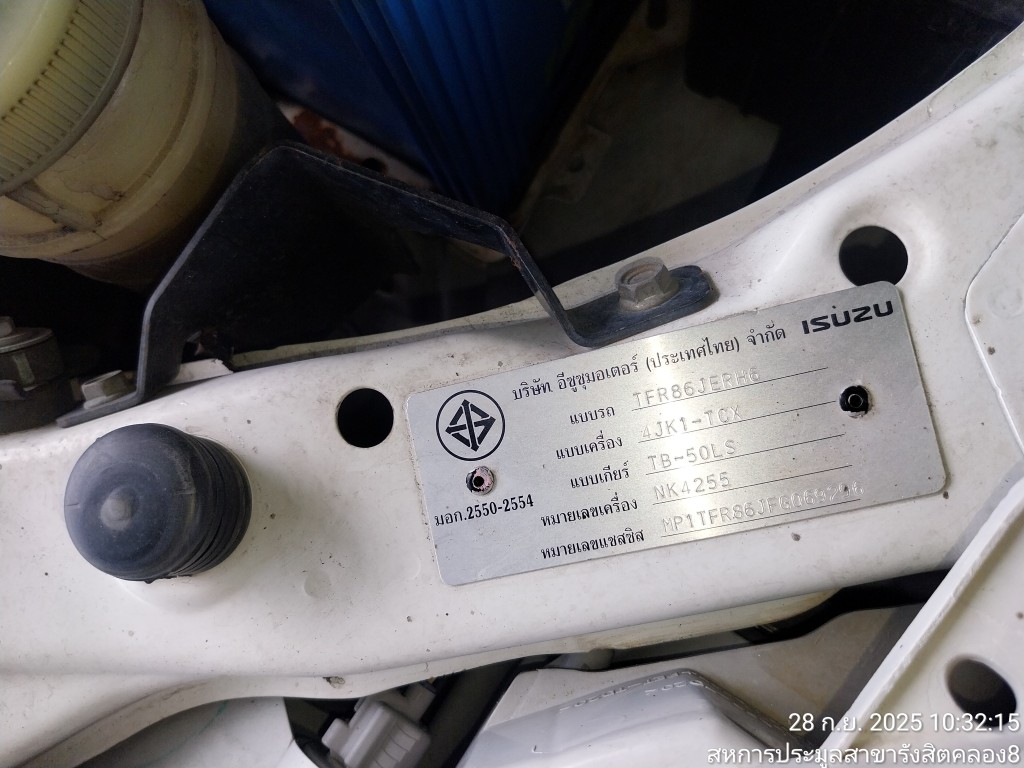 ISUZU
บริษัท อีซูซุมอเตอร์ (ประเทศไทย) จำกัด
แบบรถ TFR86JERH6
แบบเครื่อง 4JK1-TCX
แบบเกียร์ TB-50LS
หมายเลขเครื่อง NK4255
หมายเลขแชสซิส
มอก.2550-2554
28 ก.ย. 2025 10:32:15
สหการประมูลสาขารังสิตคลอง8